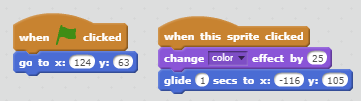 when clicked
go to x: 124 y: 63
when this sprite clicked
change color effect by 25
glide 1 secs to x: -116 y: 105